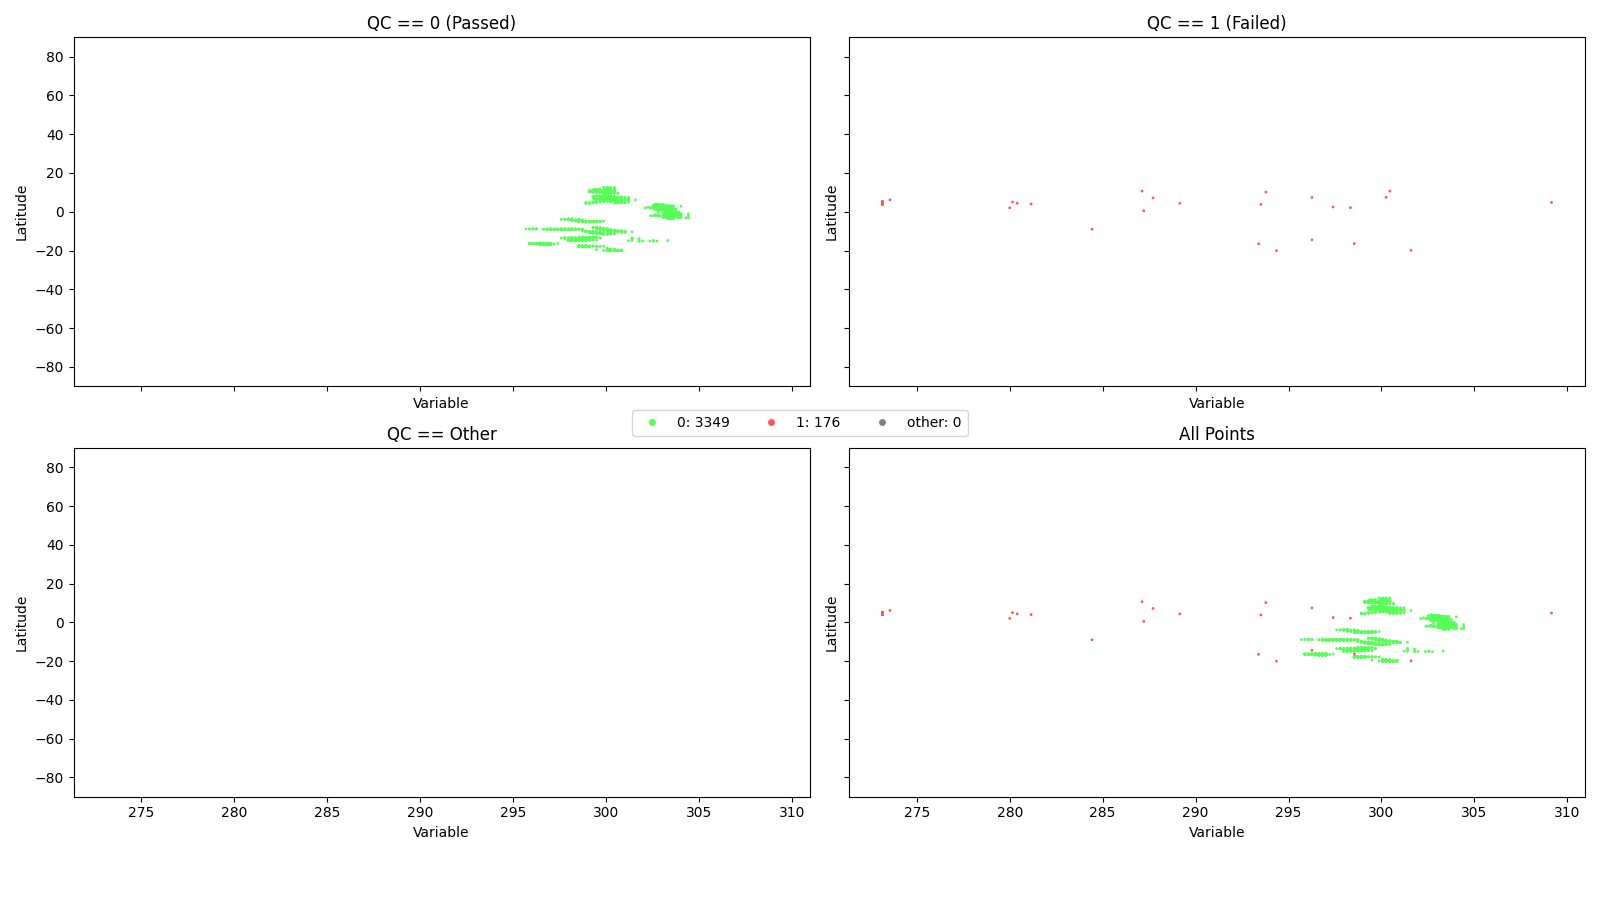 QC == 0 (Passed)
QC == 1 (Failed)
80
60
40
20
0
−20
−40
−60
−80
Latitude
Latitude
Variable
Variable
0: 3349
1: 176
other: 0
QC == Other
All Points
80
60
40
20
0
−20
−40
−60
−80
Latitude
Latitude
275 280 285 290 295 300 305 310
275 280 285 290 295 300 305 310
Variable
Variable